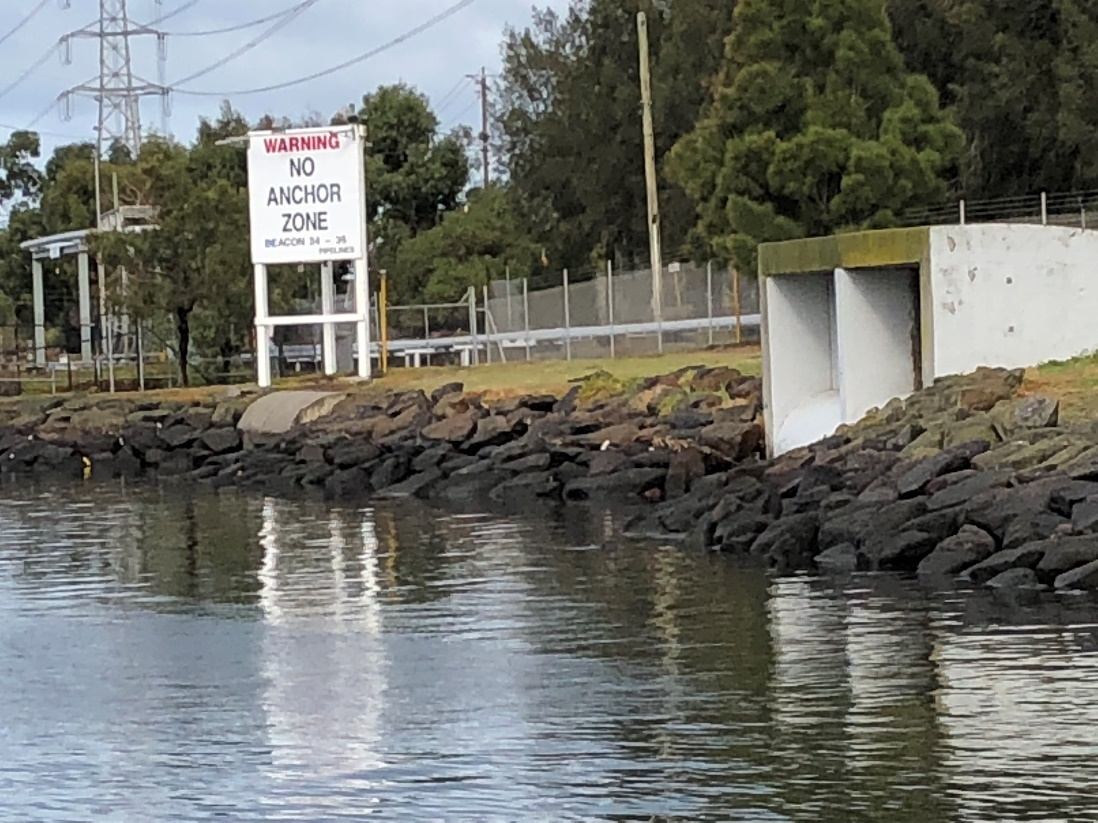 WARNING
NO
ANCHOR
ZONE
BEACON 34 - 36
PIPELINES